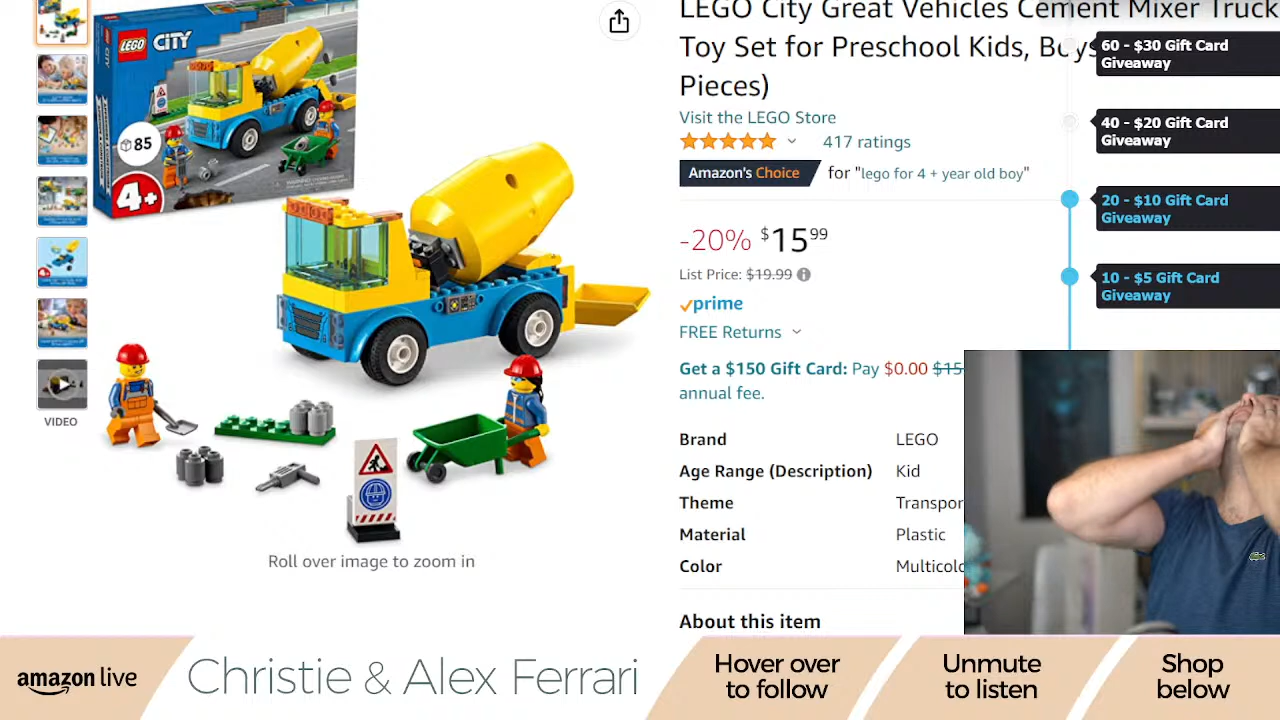 LEGO City Great Vehicles Cement Mixer Truck
Toy Set for Preschool Kids, Boys
Pieces)
Visit the LEGO Store
417 ratings
Amazon's Choice for "lego for 4 + year old boy"
-20% $15 99
List Price: $19.99
prime
FREE Returns
Get a $150 Gift Card: Pay $0.00 $15
annual fee.
Brand LEGO
Age Range (Description) Kid
Theme Transpor
Material Plastic
Color Multicolo
About this item
LEGO CITY
85
4+
VIDEO
Roll over image to zoom in
60 - $30 Gift Card
Giveaway
40 - $20 Gift Card
Giveaway
20 - $10 Gift Card
Giveaway
10 - $5 Gift Card
Giveaway
amazon live
Christie & Alex Ferrari
Hover over
to follow
Unmute
to listen
Shop
below